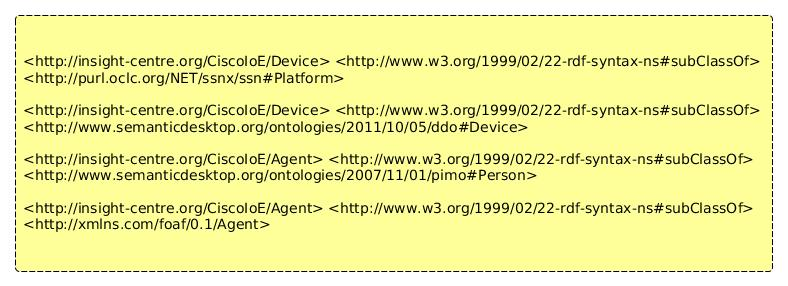 <http://insight-centre.org/CiscoIoE/Device> <http://www.w3.org/1999/02/22-rdf-syntax-ns#subClassOf>
<http://purl.oclc.org/NET/ssnx/ssn#Platform>
<http://insight-centre.org/CiscoIoE/Device> <http://www.w3.org/1999/02/22-rdf-syntax-ns#subClassOf>
<http://www.semanticdesktop.org/ontologies/2011/10/05/ddo#Device>
<http://insight-centre.org/CiscoIoE/Agent> <http://www.w3.org/1999/02/22-rdf-syntax-ns#subClassOf>
<http://www.semanticdesktop.org/ontologies/2007/11/01/pimo#Person>
<http://insight-centre.org/CiscoIoE/Agent> <http://www.w3.org/1999/02/22-rdf-syntax-ns#subClassOf>
<http://xmlns.com/foaf/0.1/Agent>